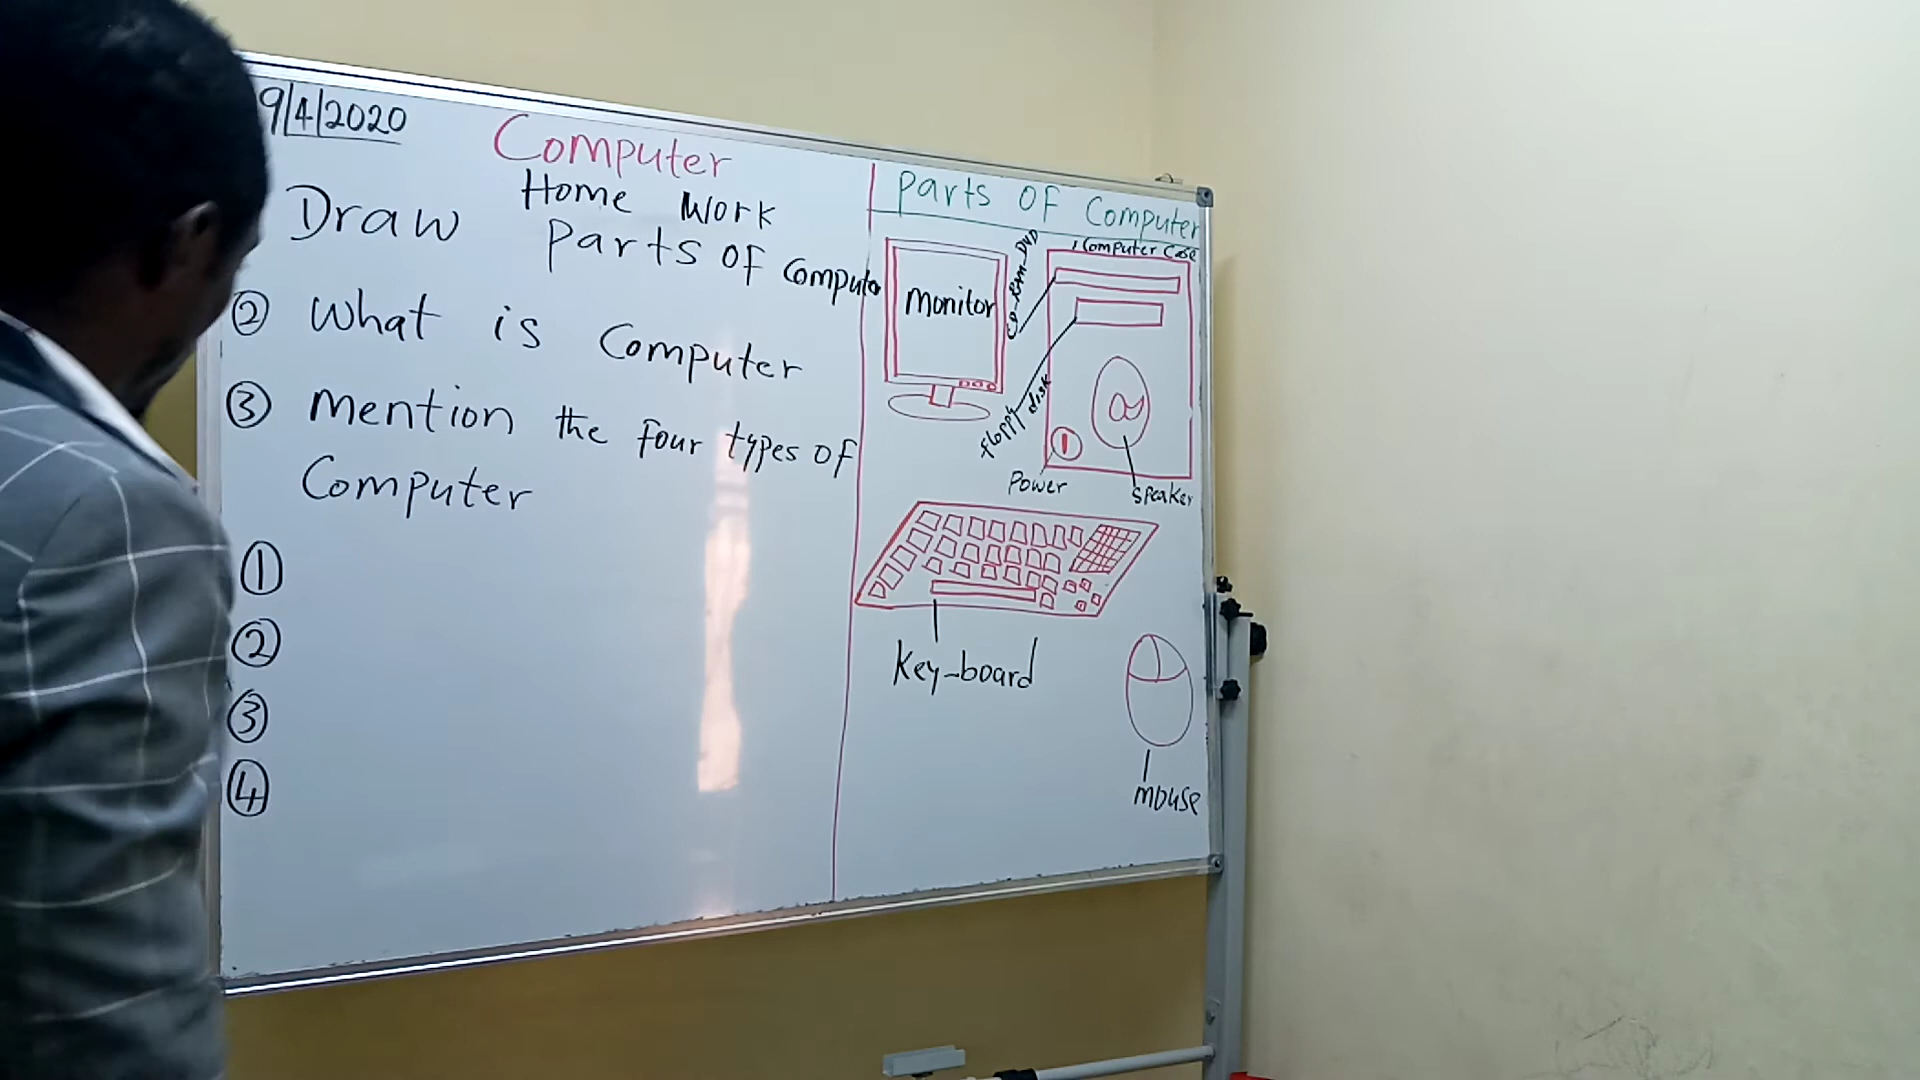 9/4/2020
Computer
Home Work
Draw Parts OF Computer
② What is Computer
③ Mention the Four types OF
Computer
①
②
③
④
Parts OF Computer
Monitor
Computer Case
CD-Rom-DVD
Floppy disk
Power
Speaker
Key-board
Mouse